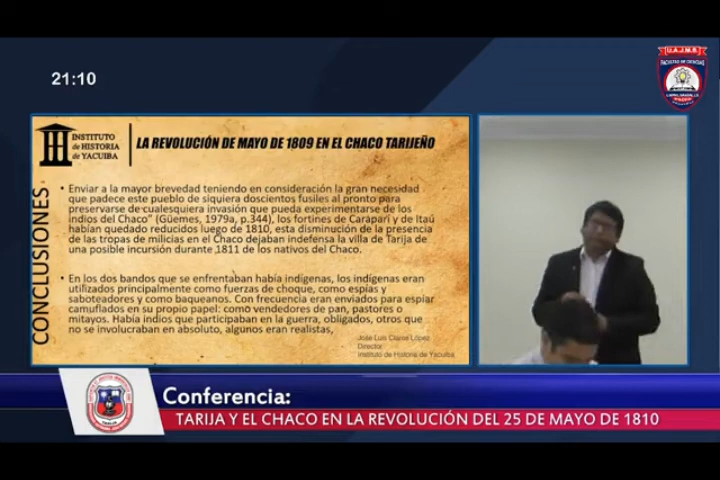 21:10
U.A.J.M.S.
FACULTAD DE CIENCIAS
INSTITUTO
de HISTORIA
de YACUIBA
LA REVOLUCIÓN DE MAYO DE 1809 EN EL CHACO TARIJEÑO
CONCLUSIONES
• Enviar a la mayor brevedad teniendo en consideración la gran necesidad
que padece este pueblo de siquiera doscientos fusiles al pronto para
preservarse de cualesquiera invasión que pueda experimentarse de los
indios del Chaco” (Güemes, 1979a, p.344), los fortines de Caraparí y de Itaú
habían quedado reducidos luego de 1810, esta disminución de la presencia
de las tropas de milicias en el Chaco dejaban indefensa la villa de Tarija de
una posible incursión durante 1811 de los nativos del Chaco.
• En los dos bandos que se enfrentaban había indígenas, los indígenas eran
utilizados principalmente como fuerzas de choque, como espías y
saboteadores y como baqueanos. Con frecuencia eran enviados para espiar
camuflados en su propio papel: como vendedores de pan, pastores o
mitayos. Había indios que participaban en la guerra, obligados, otros que
no se involucraban en absoluto, algunos eran realistas,
José Luis Claros López
Director
Instituto de Historia de Yacuiba
Conferencia:
TARIJA Y EL CHACO EN LA REVOLUCIÓN DEL 25 DE MAYO DE 1810